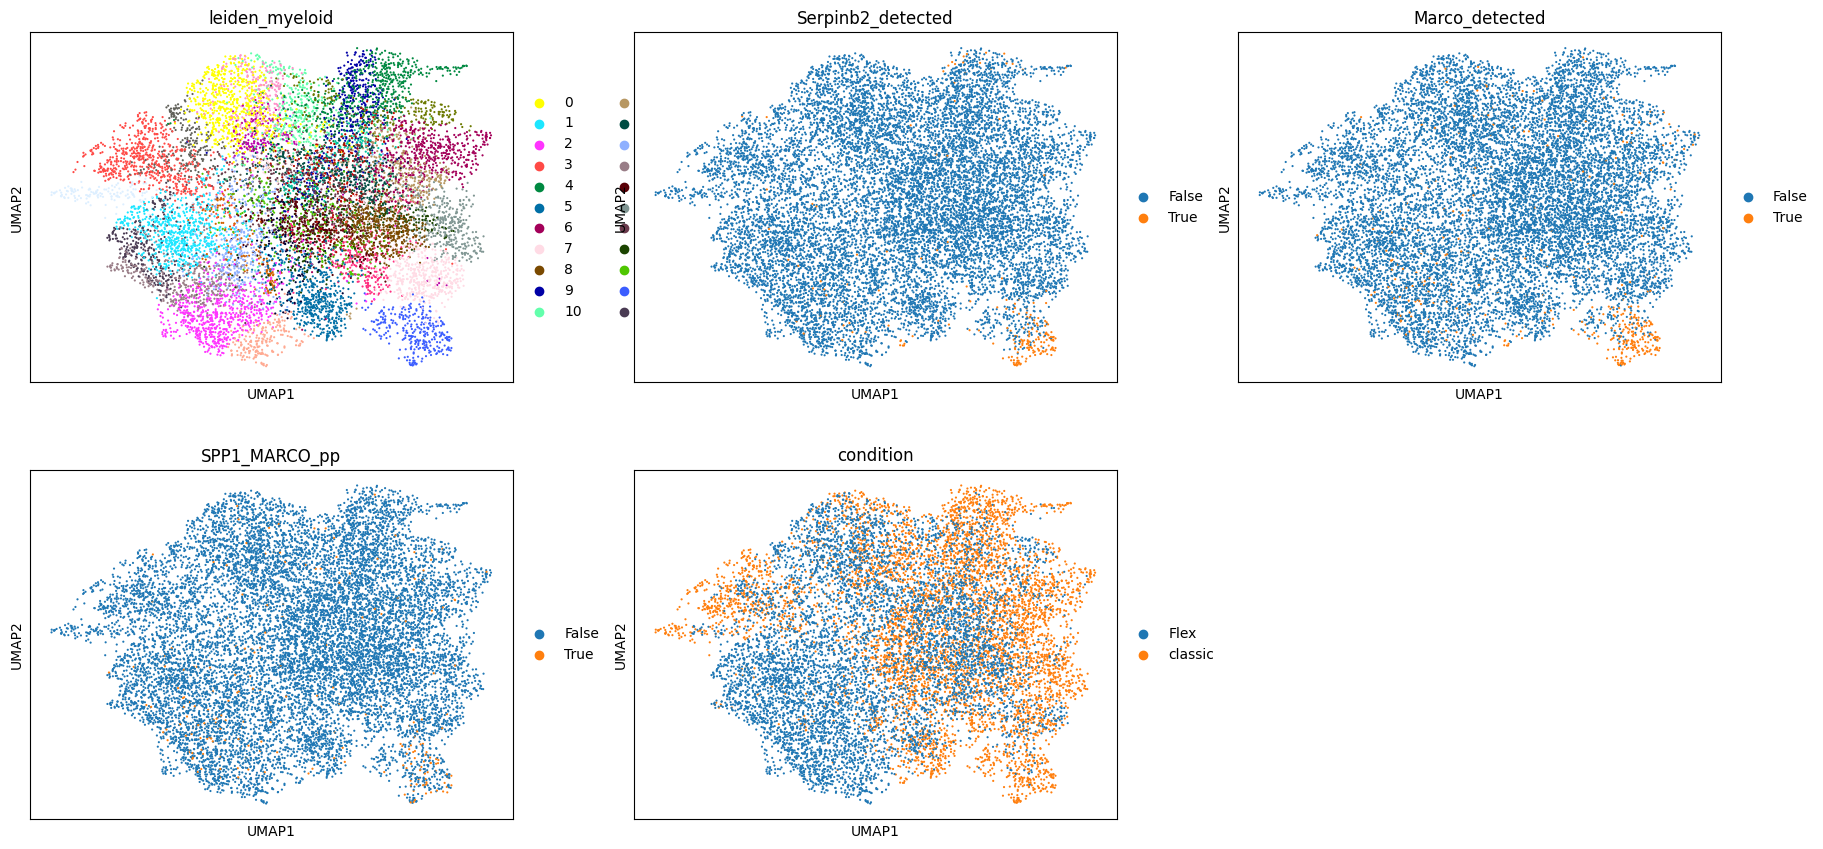 leiden_myeloid
UMAP2
UMAP1
0
1
2
3
4
5
6
7
8
9
10
Serpinb2_detected
UMAP2
UMAP1
False
True
Marco_detected
UMAP2
UMAP1
False
True
SPP1_MARCO_pp
UMAP2
UMAP1
False
True
condition
UMAP2
UMAP1
Flex
classic